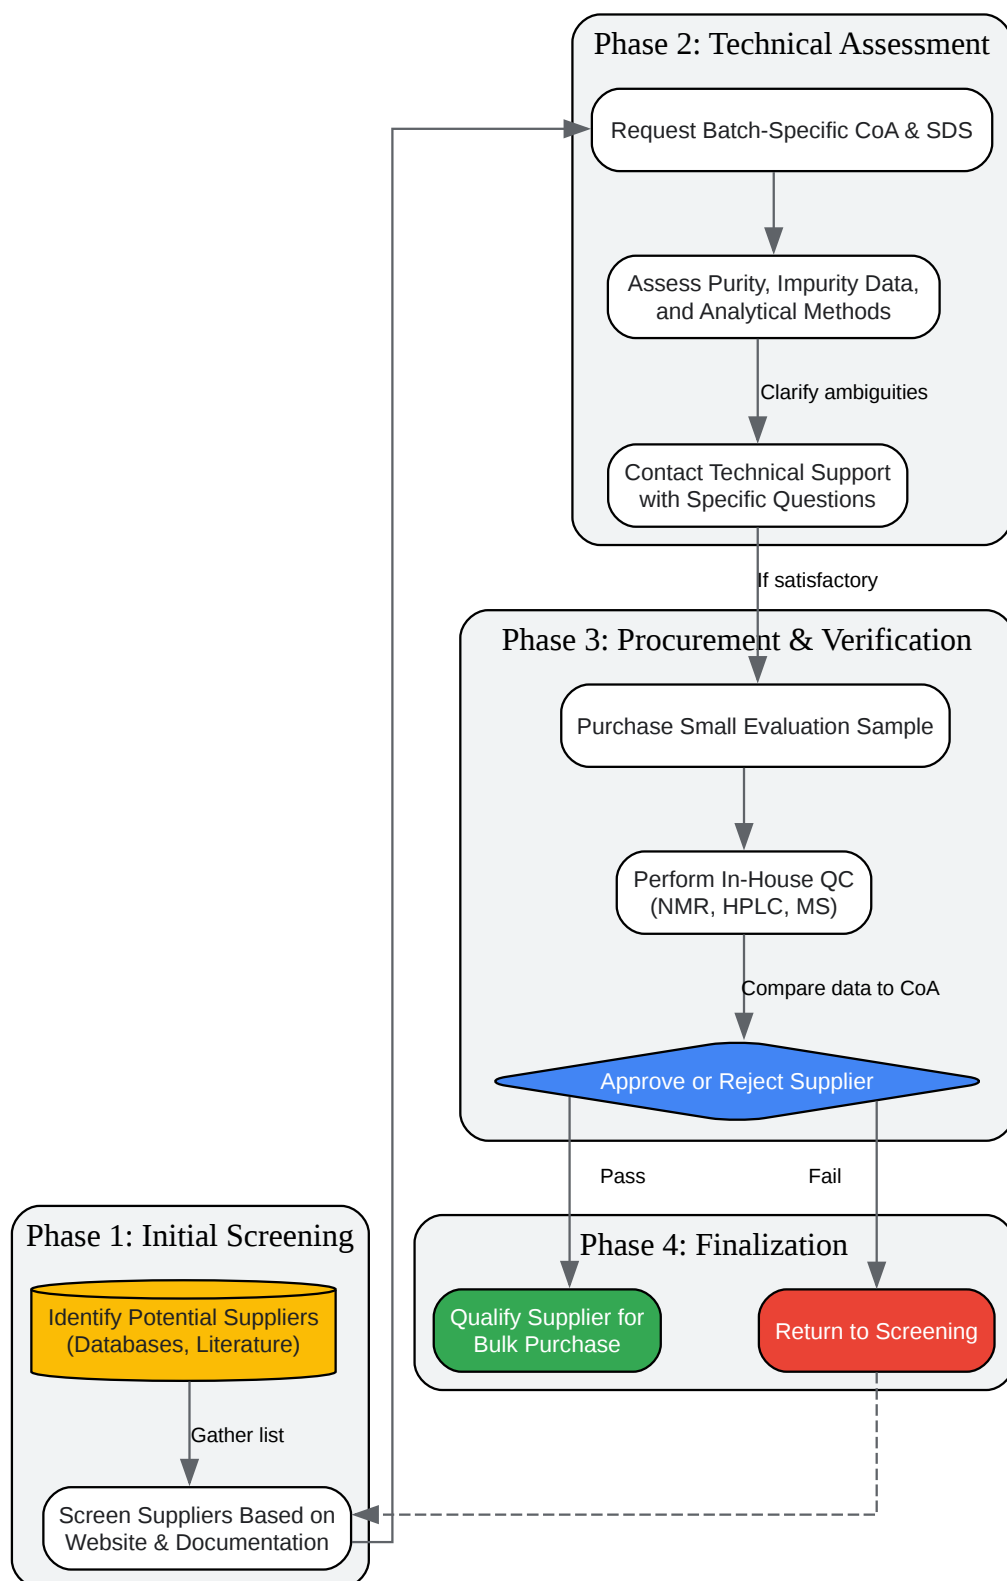 Phase 2: Technical Assessment
Request Batch-Specific CoA & SDS
Assess Purity, Impurity Data,
and Analytical Methods
Clarify ambiguities
Contact Technical Support
with Specific Questions
If satisfactory
Phase 3: Procurement & Verification
Purchase Small Evaluation Sample
Perform In-House QC
(NMR, HPLC, MS)
Compare data to CoA
Approve or Reject Supplier
Pass
Fail
Phase 1: Initial Screening
Identify Potential Suppliers
(Databases, Literature)
Gather list
Screen Suppliers Based on
Website & Documentation
Phase 4: Finalization
Qualify Supplier for
Bulk Purchase
Return to Screening